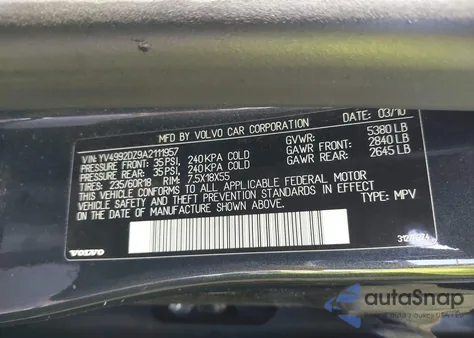 MFD BY VOLVO CAR CORPORATION DATE: 03/10
VIN: YV4992DZ9A2111957 GVWR: 5380 LB
PRESSURE FRONT: 35 PSI, 240 KPA COLD GAWR FRONT: 2840 LB
PRESSURE REAR: 35 PSI, 240 KPA COLD GAWR REAR: 2645 LB
TIRES: 235/60R18 RIM: 7.5X18X55
THIS VEHICLE CONFORMS TO ALL APPLICABLE FEDERAL MOTOR
VEHICLE SAFETY AND THEFT PREVENTION STANDARDS IN EFFECT
ON THE DATE OF MANUFACTURE SHOWN ABOVE. TYPE: MPV
VOLVO
autoSnap